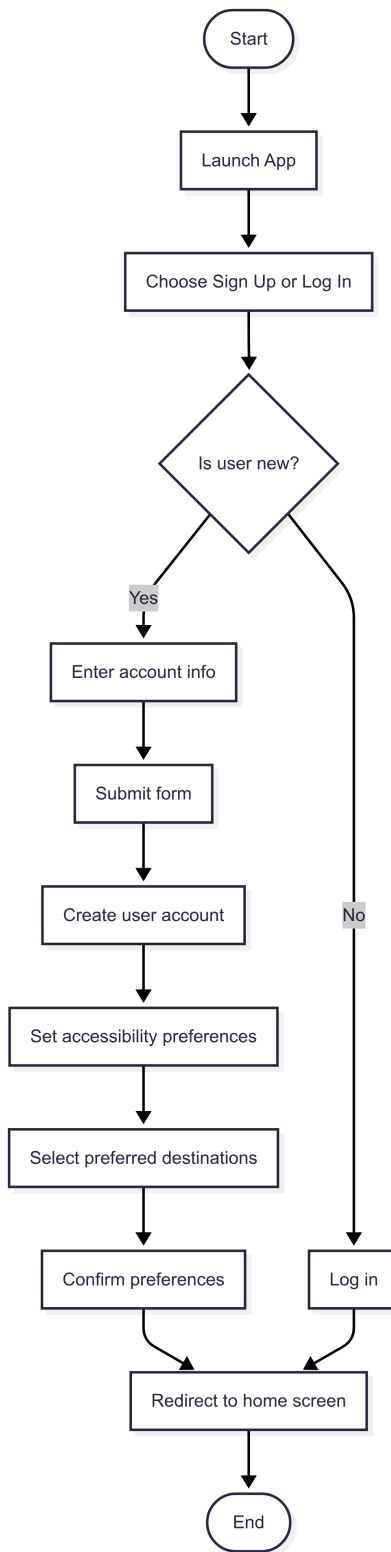 Start
Launch App
Choose Sign Up or Log In
Is user new?
Yes
Enter account info
Submit form
Create user account
No
Set accessibility preferences
Select preferred destinations
Confirm preferences
Log in
Redirect to home screen
End